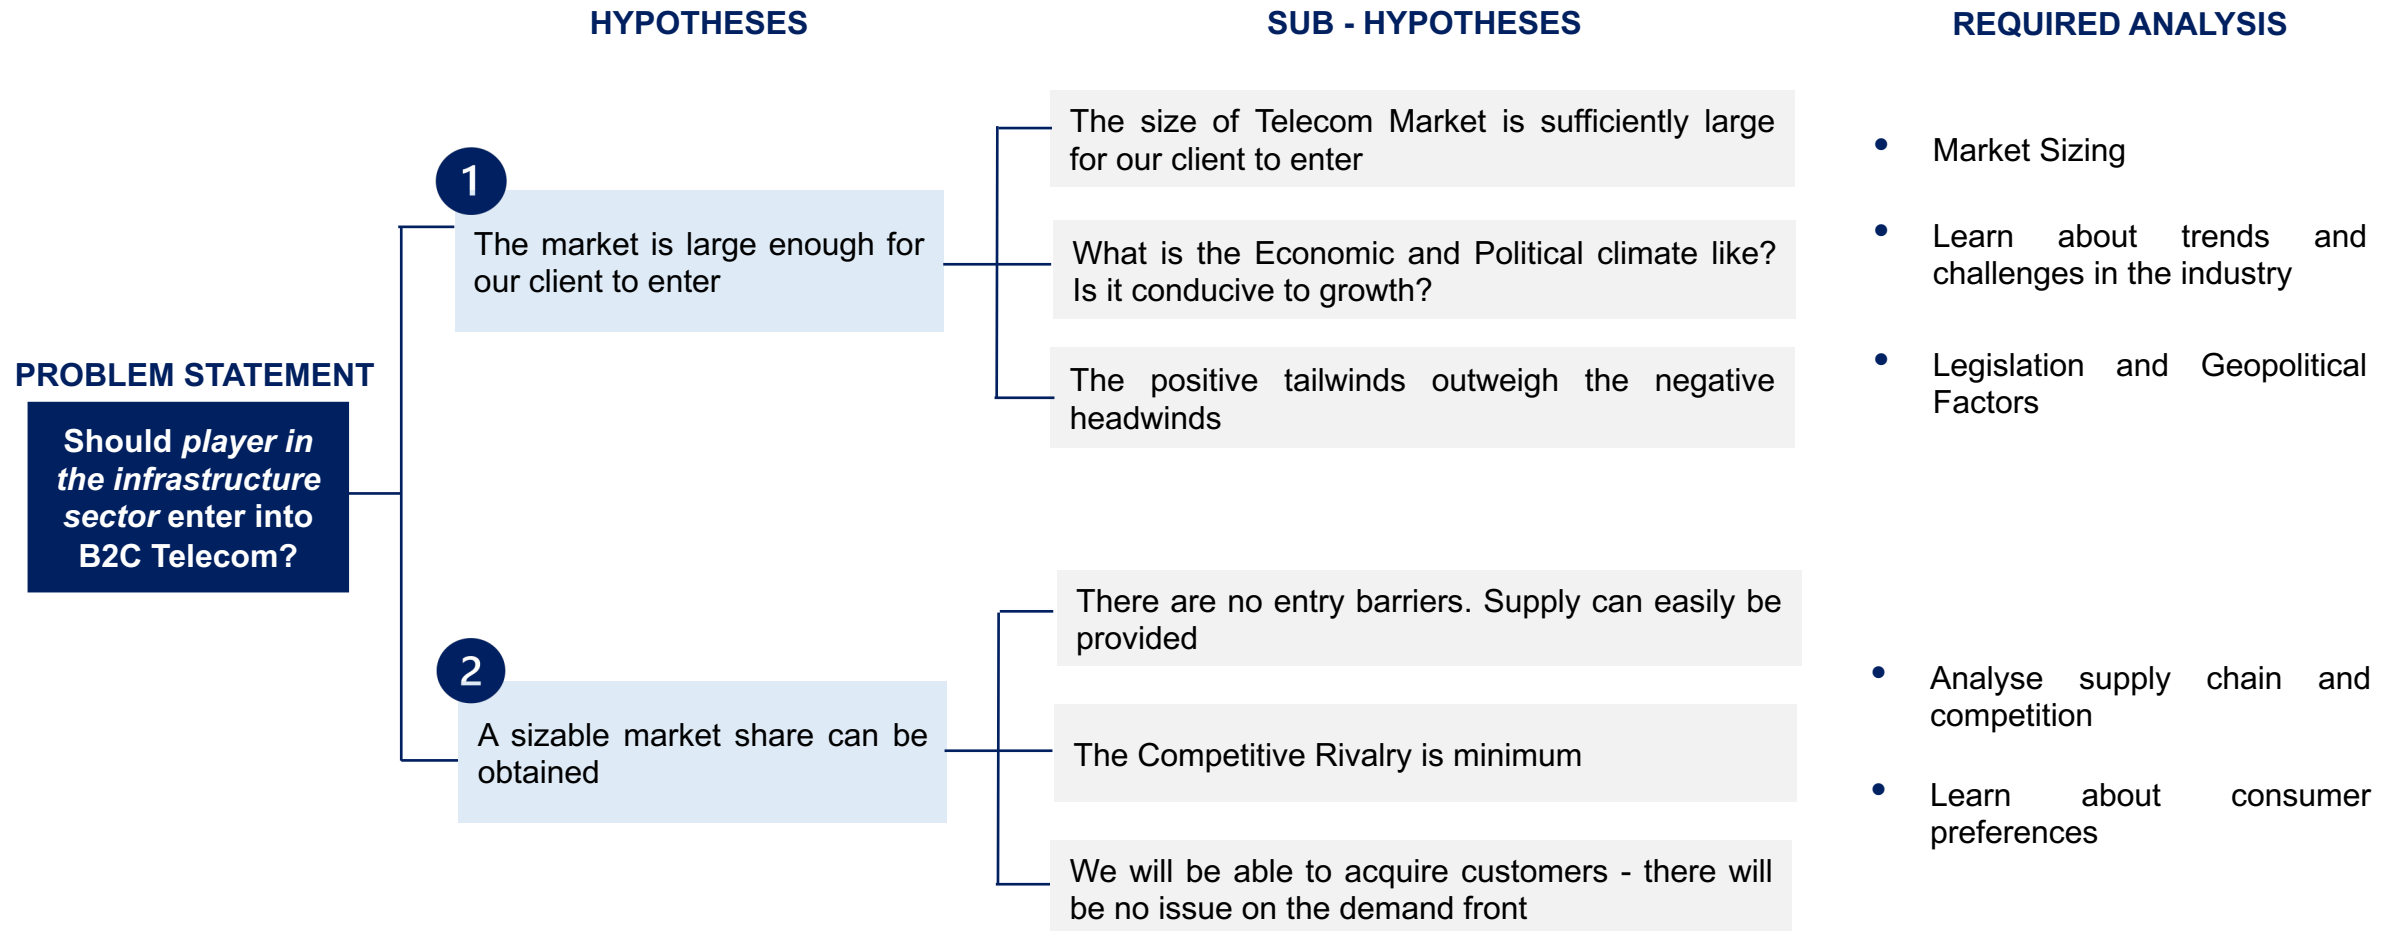 HYPOTHESES
SUB - HYPOTHESES
REQUIRED ANALYSIS
PROBLEM STATEMENT
Should player in
the infrastructure
sector enter into
B2C Telecom?
1
The market is large enough for
our client to enter
The size of Telecom Market is sufficiently large
for our client to enter
What is the Economic and Political climate like?
Is it conducive to growth?
The positive tailwinds outweigh the negative
headwinds
• Market Sizing
• Learn about trends and
challenges in the industry
• Legislation and Geopolitical
Factors
2
A sizable market share can be
obtained
There are no entry barriers. Supply can easily be
provided
The Competitive Rivalry is minimum
We will be able to acquire customers - there will
be no issue on the demand front
• Analyse supply chain and
competition
• Learn about consumer
preferences